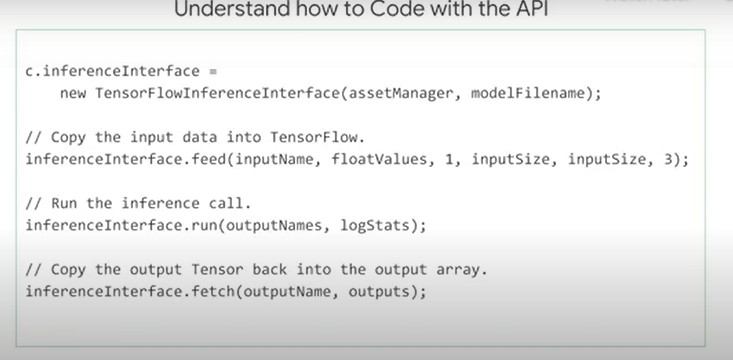 Understand how to Code with the API
c.inferenceInterface =
new TensorFlowInferenceInterface(assetManager, modelFilename);
// Copy the input data into TensorFlow.
inferenceInterface.feed(inputName, floatValues, 1, inputSize, inputSize, 3);
// Run the inference call.
inferenceInterface.run(outputNames, logStats);
// Copy the output Tensor back into the output array.
inferenceInterface.fetch(outputName, outputs);